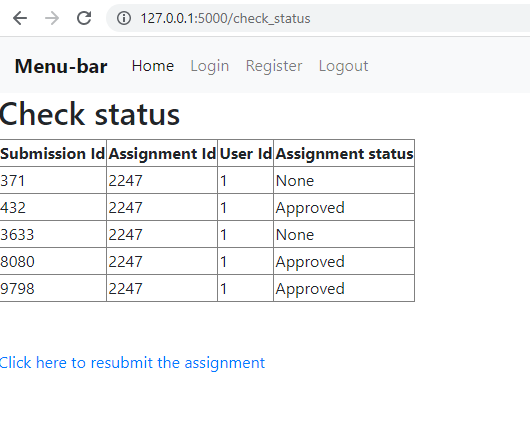 127.0.0.1:5000/check_status
Menu-bar Home Login Register Logout
Check status
Submission Id Assignment Id User Id Assignment status
371 2247 1 None
432 2247 1 Approved
3633 2247 1 None
8080 2247 1 Approved
9798 2247 1 Approved
Click here to resubmit the assignment